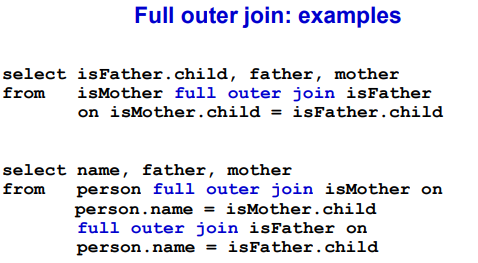 Full outer join: examples
select isFather.child, father, mother
from isMother full outer join isFather
on isMother.child = isFather.child
select name, father, mother
from person full outer join isMother on
person.name = isMother.child
full outer join isFather on
person.name = isFather.child